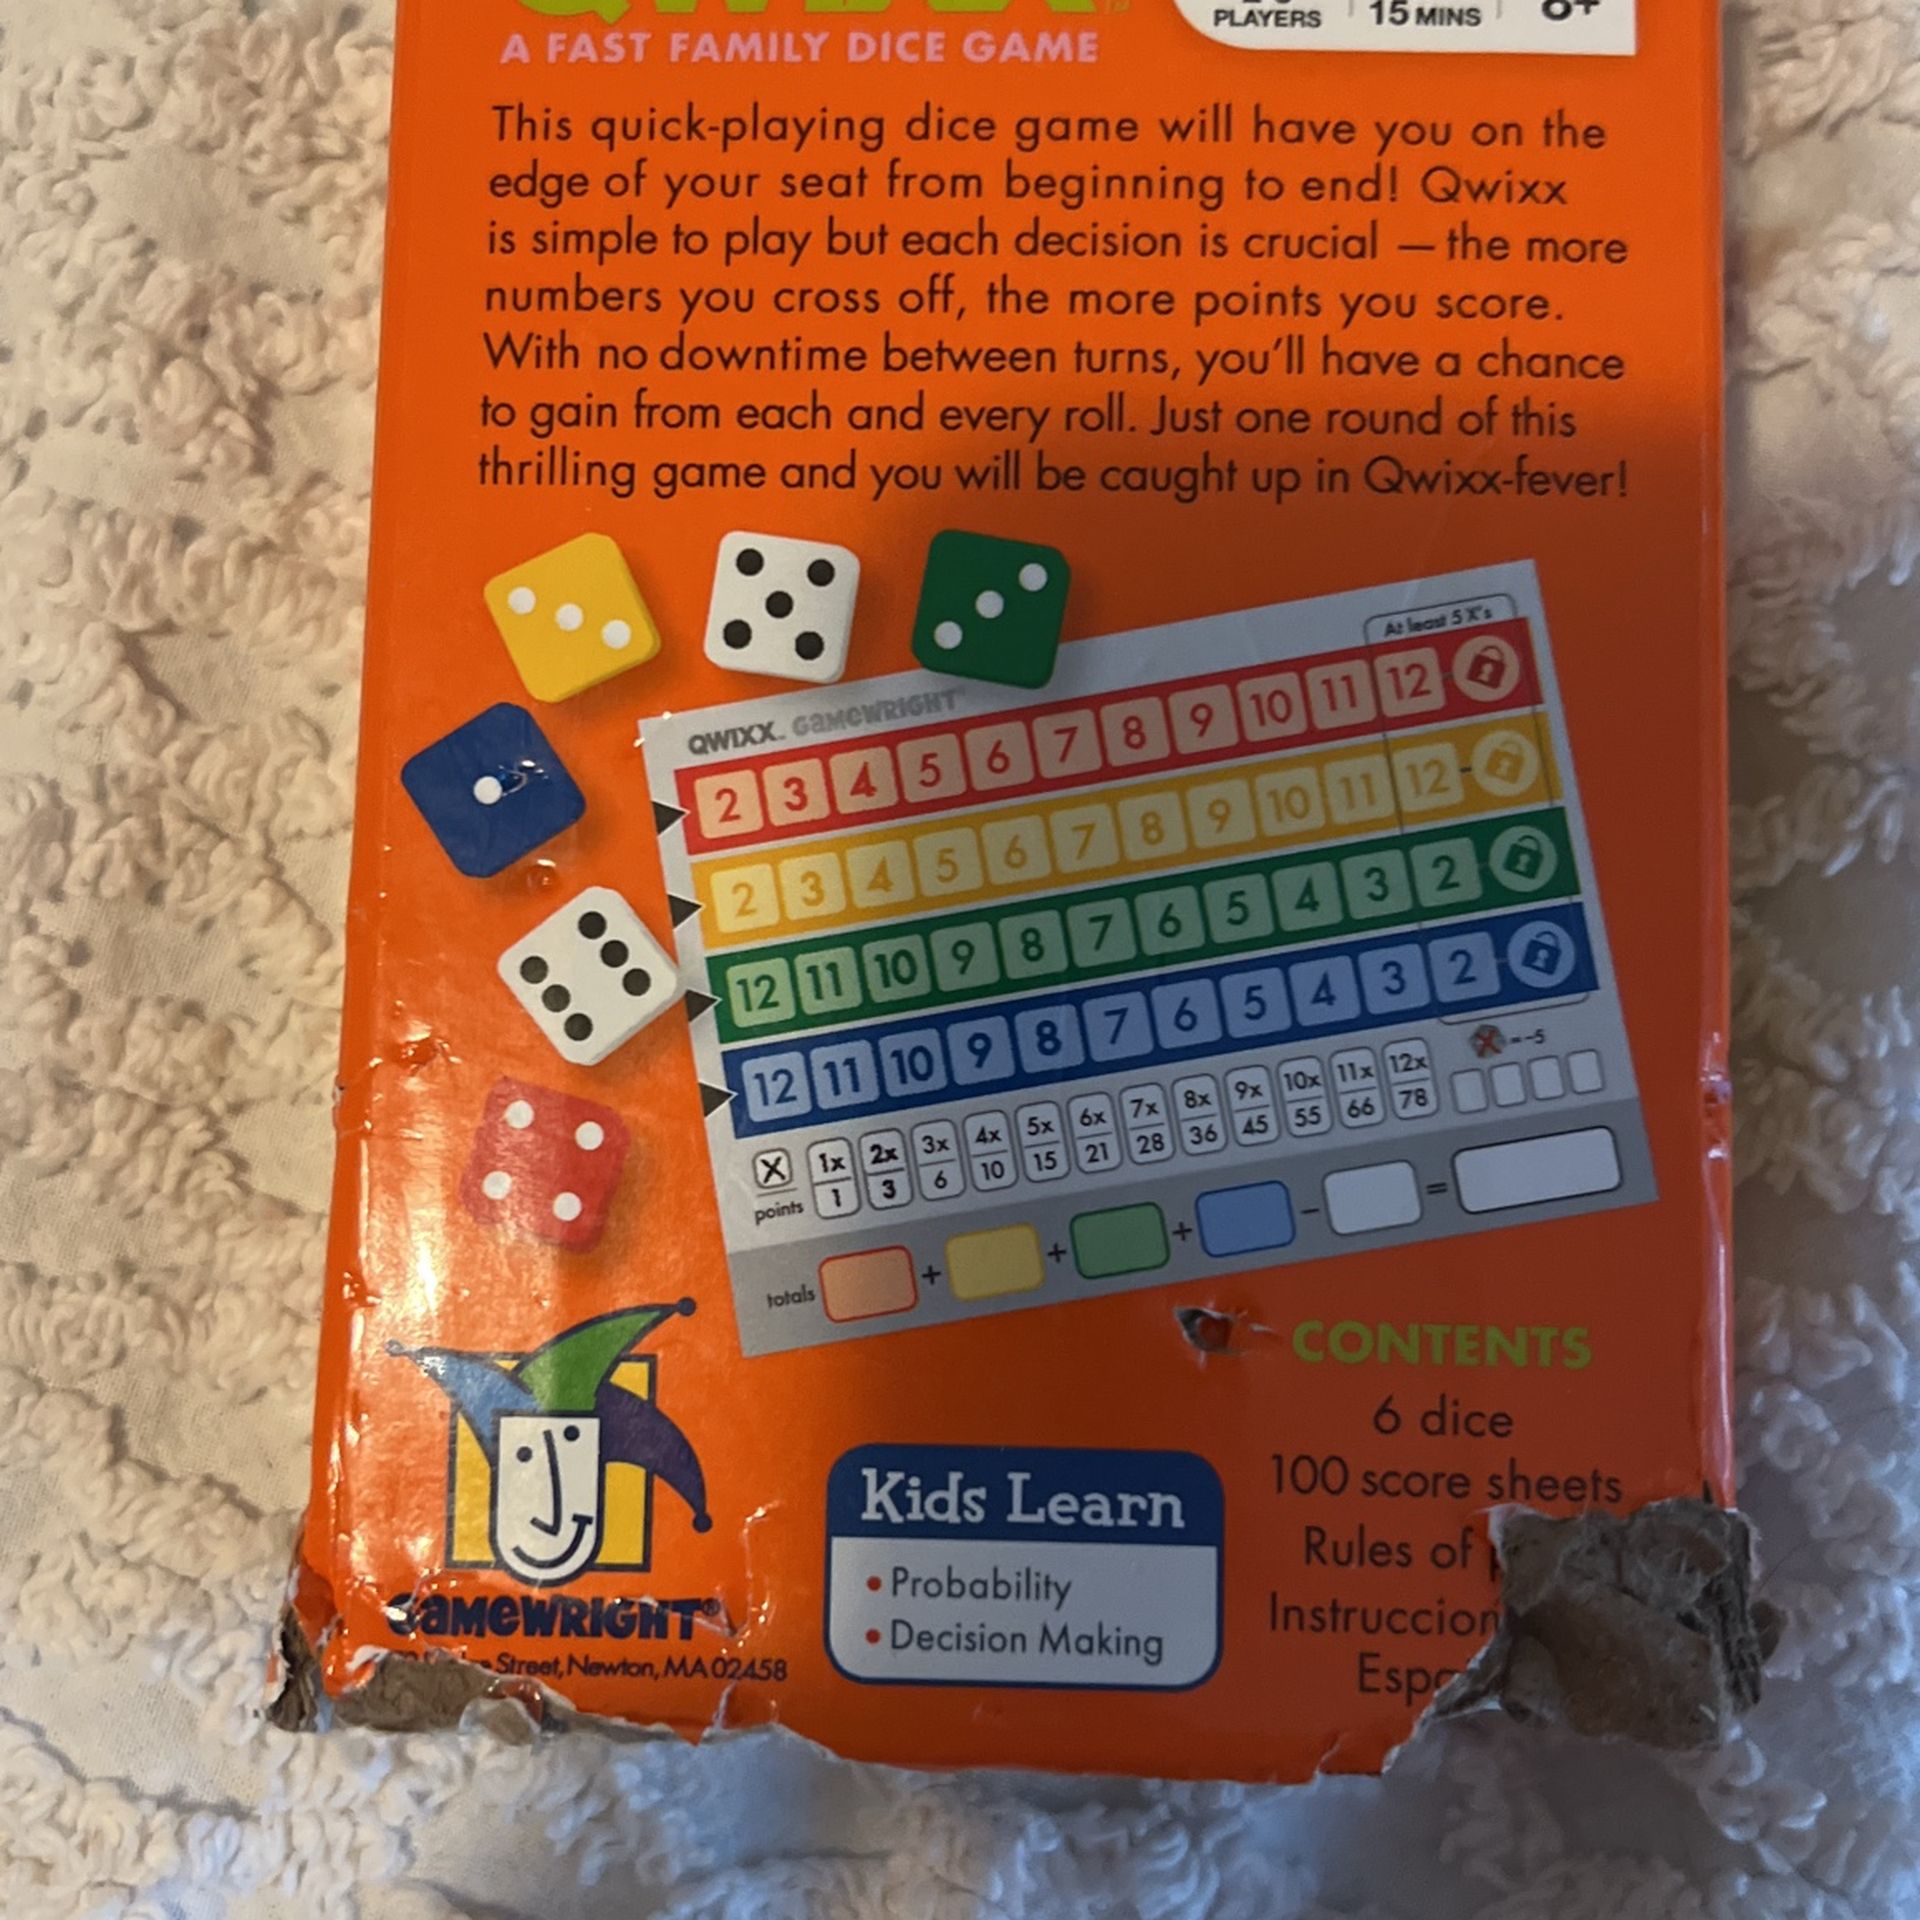 QWIXX
A FAST FAMILY DICE GAME
PLAYERS 15 MINS 8+
This quick-playing dice game will have you on the
edge of your seat from beginning to end! Qwixx
is simple to play but each decision is crucial — the more
numbers you cross off, the more points you score.
With no downtime between turns, you'll have a chance
to gain from each and every roll. Just one round of this
thrilling game and you will be caught up in Qwixx-fever!
At least 5 X's
QWIXX™ GAMEWRIGHT
2 3 4 5 6 7 8 9 10 11 12
2 3 4 5 6 7 8 9 10 11 12
12 11 10 9 8 7 6 5 4 3 2
12 11 10 9 8 7 6 5 4 3 2
X 1x 2x 3x 4x 5x 6x 7x 8x 9x 10x 11x 12x
points 1 3 6 10 15 21 28 36 45 55 66 78
X = -5
totals + + + - =
GAMEWRIGHT®
Street, Newton, MA 02458
Kids Learn
• Probability
• Decision Making
CONTENTS
6 dice
100 score sheets
Rules of
Instruccion
Espa